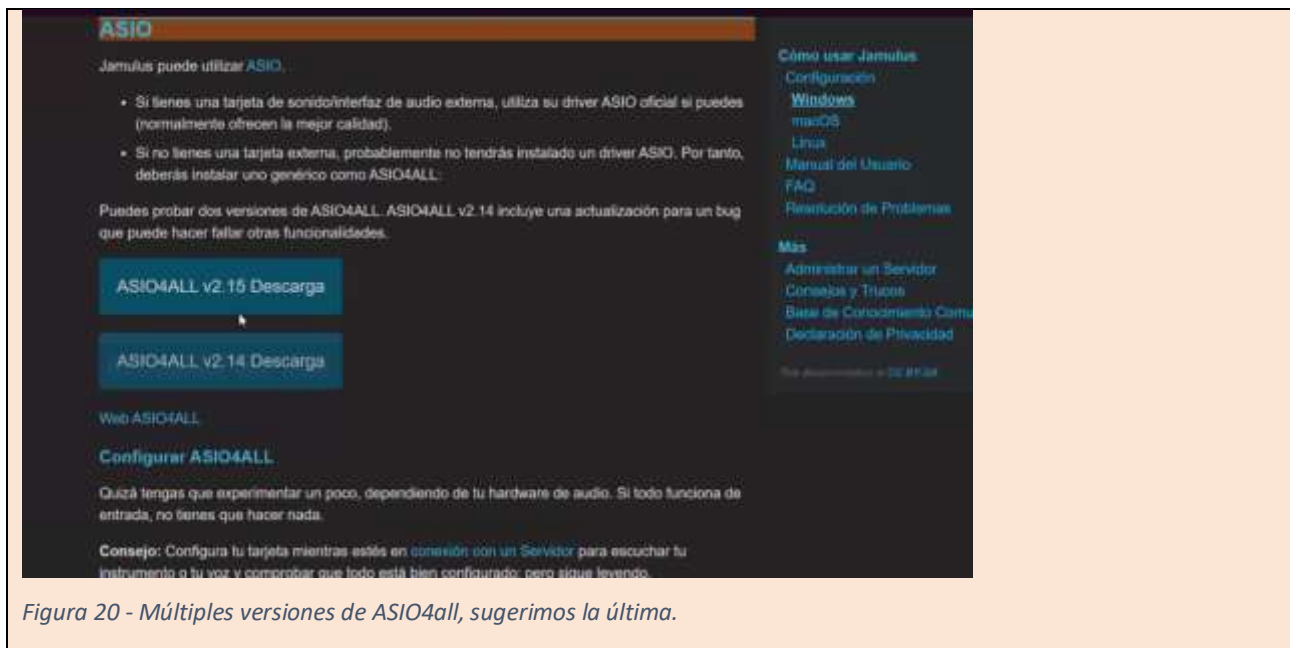 ASIO
Jamulus puede utilizar ASIO.
• Si tienes una tarjeta de sonido/interfaz de audio externa, utiliza su driver ASIO oficial si puedes
(normalmente ofrecen la mejor calidad).
• Si no tienes una tarjeta externa, probablemente no tendrás instalado un driver ASIO. Por tanto,
deberás instalar uno genérico como ASIO4ALL:
Puedes probar dos versiones de ASIO4ALL. ASIO4ALL v2.14 incluye una actualización para un bug
que puede hacer fallar otras funcionalidades.
ASIO4ALL v2.15 Descarga
ASIO4ALL v2.14 Descarga
Web ASIO4ALL
Configurar ASIO4ALL
Quizá tengas que experimentar un poco, dependiendo de tu hardware de audio. Si todo funciona de
entrada, no tienes que hacer nada.
Consejo: Configura tu tarjeta mientras estés en conexión con un Servidor para escuchar tu
instrumento o tu voz y comprobar que todo está bien configurado; pero sigue leyendo.
Cómo usar Jamulus
Configuración
Windows
macOS
Linux
Manual del Usuario
FAQ
Resolución de Problemas
Más
Administrar un Servidor
Consejos y Trucos
Base de Conocimiento Comu
Declaración de Privacidad
Figura 20 - Múltiples versiones de ASIO4all, sugerimos la última.